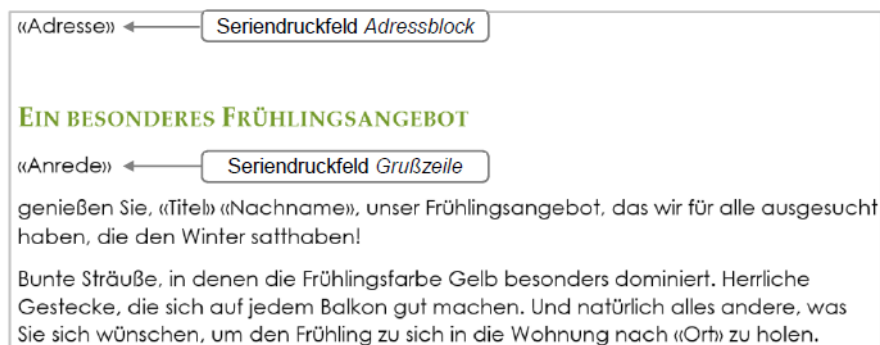 «Adresse» Seriendruckfeld Adressblock
EIN BESONDERES FRÜHLINGSANGEBOT
«Anrede» Seriendruckfeld Grußzeile
genießen Sie, «Titel» «Nachname», unser Frühlingsangebot, das wir für alle ausgesucht
haben, die den Winter satthaben!
Bunte Sträuße, in denen die Frühlingsfarbe Gelb besonders dominiert. Herrliche
Gestecke, die sich auf jedem Balkon gut machen. Und natürlich alles andere, was
Sie sich wünschen, um den Frühling zu sich in die Wohnung nach «Ort» zu holen.